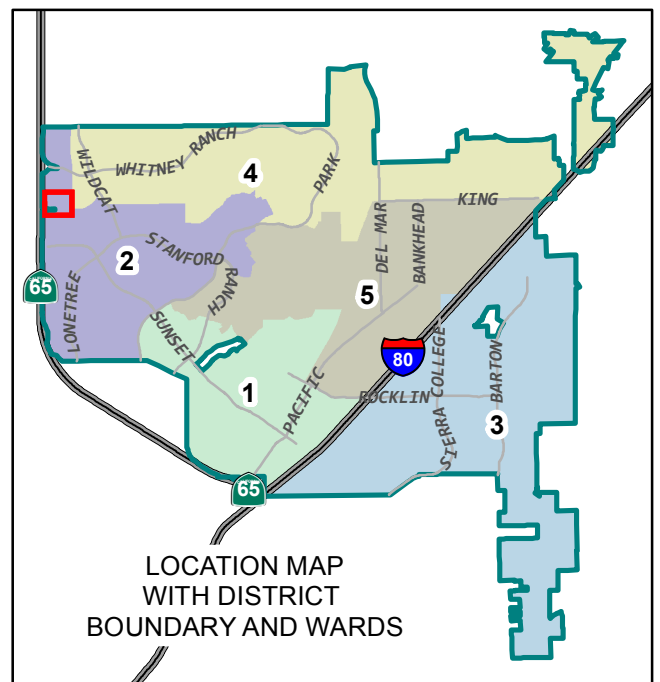 WHITNEY RANCH
WILDCAT
4
PARK
KING
DEL MAR
BANKHEAD
STANFORD
RANCH
2
65
LONETREE
SUNSET
5
80
1
PACIFIC
ROCKLIN
SIERRA COLLEGE
BARTON
3
65
LOCATION MAP
WITH DISTRICT
BOUNDARY AND WARDS